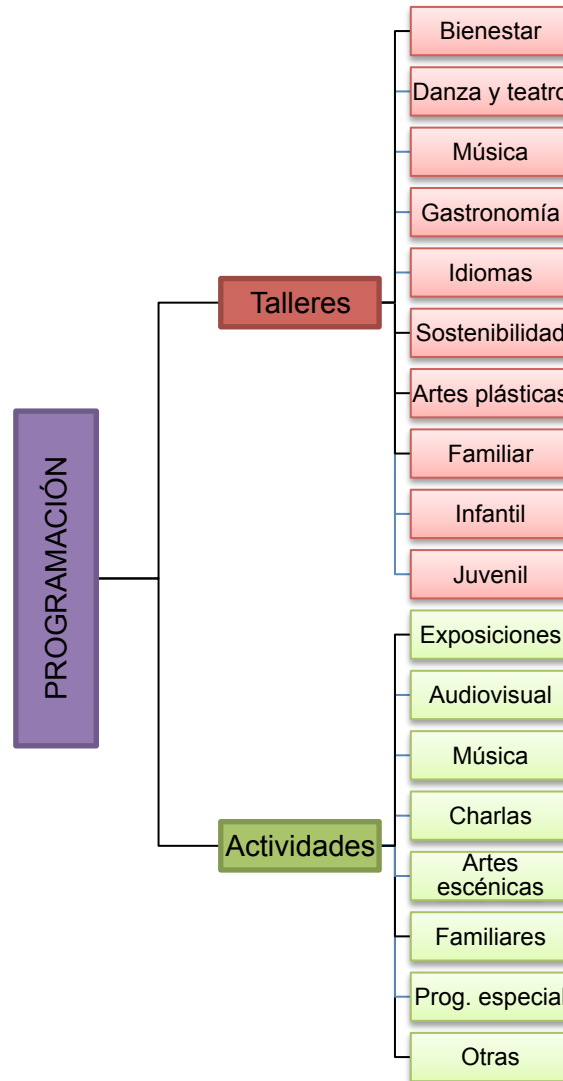 PROGRAMACIÓN
Talleres
Bienestar
Danza y teatro
Música
Gastronomía
Idiomas
Sostenibilidad
Artes plásticas
Familiar
Infantil
Juvenil
Actividades
Exposiciones
Audiovisual
Música
Charlas
Artes
escénicas
Familiares
Prog. especial
Otras